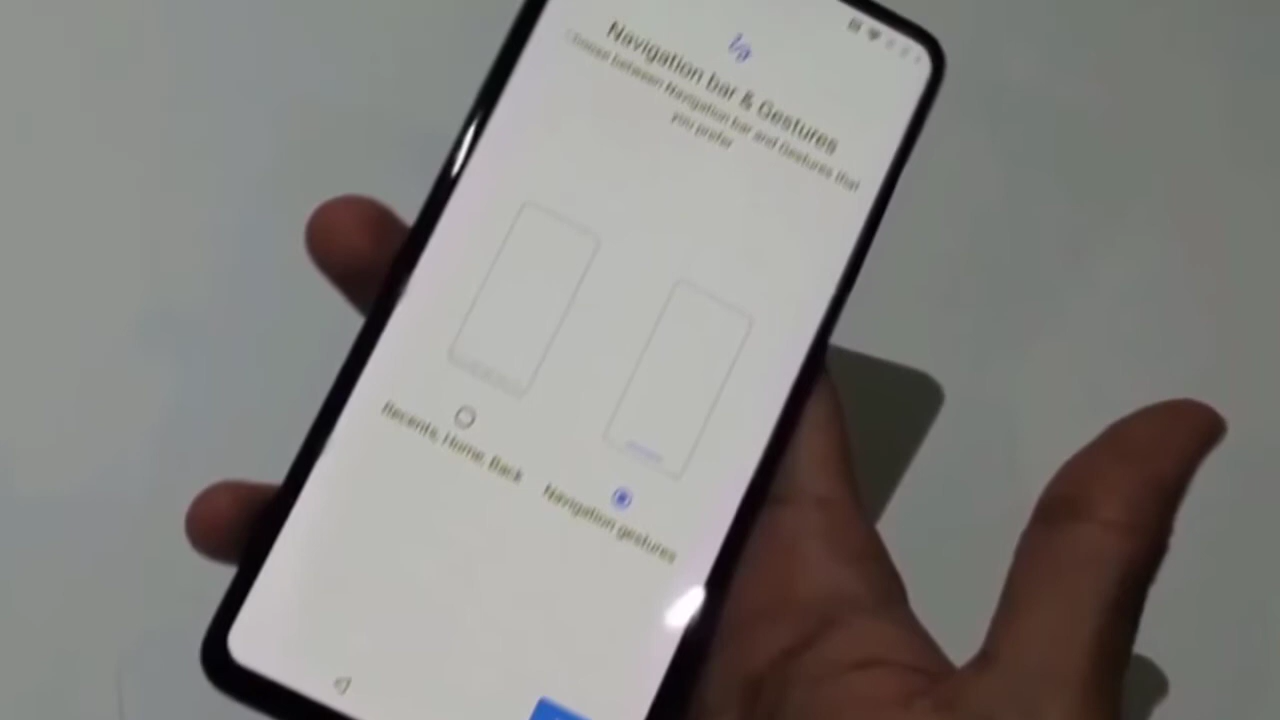 Navigation bar & Gestures
Choose between Navigation bar and Gestures that
you prefer
Recents, Home, Back
Navigation gestures